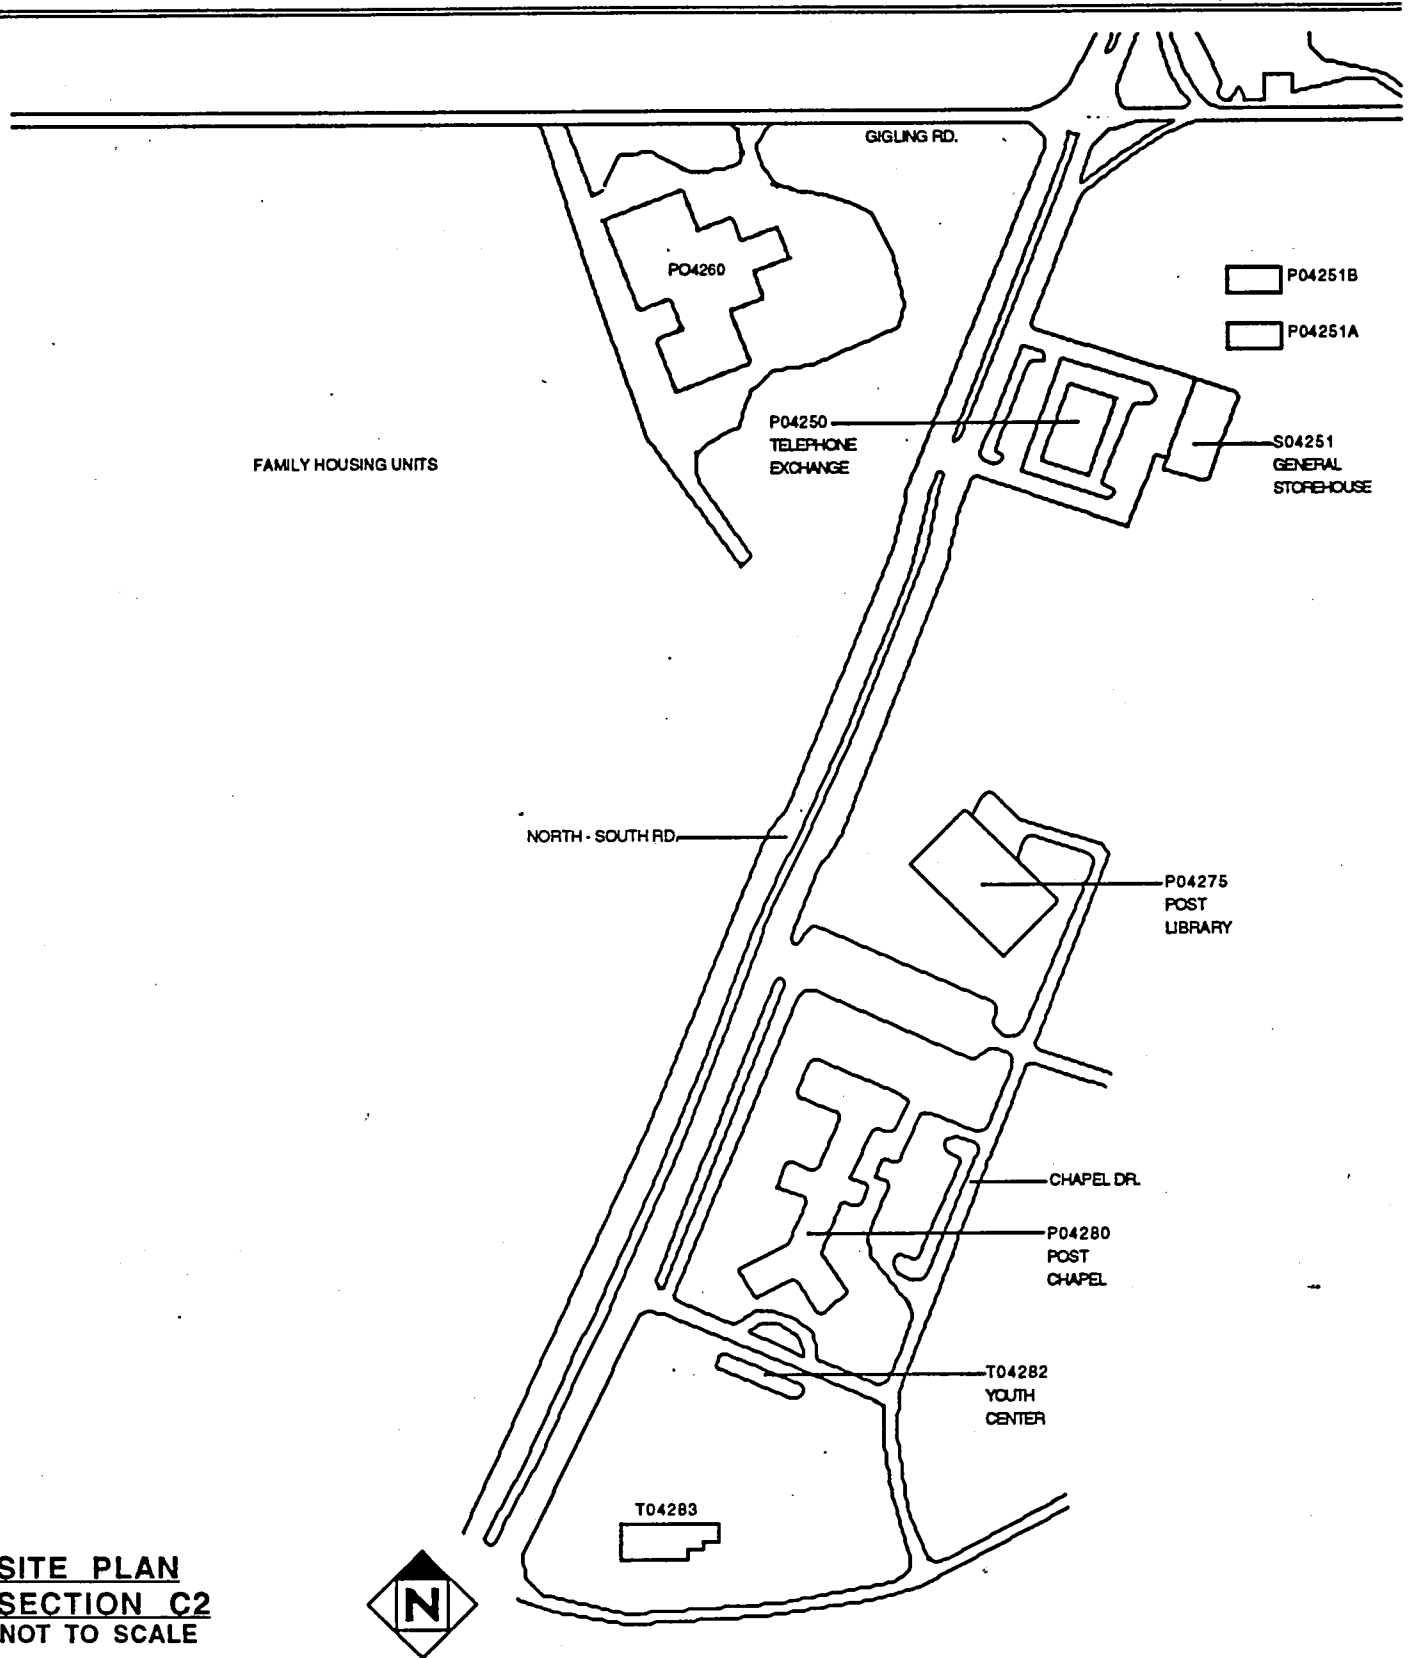 GIGLING RD.
PO4260
P04251B
P04251A
P04250
TELEPHONE
EXCHANGE
S04251
GENERAL
STOREHOUSE
FAMILY HOUSING UNITS
NORTH - SOUTH RD.
P04275
POST
LIBRARY
CHAPEL DR.
P04280
POST
CHAPEL
T04282
YOUTH
CENTER
T04283
SITE PLAN
SECTION C2
NOT TO SCALE
N